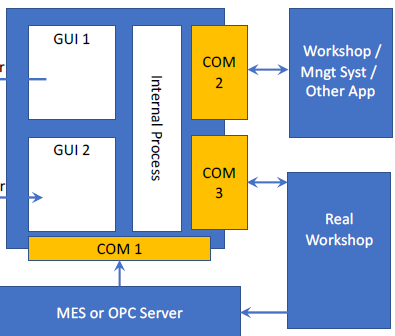 GUI 1
COM
2
Workshop /
Mngt Syst /
Other App
r
Internal Process
GUI 2
COM
3
r
Real
Workshop
COM 1
MES or OPC Server